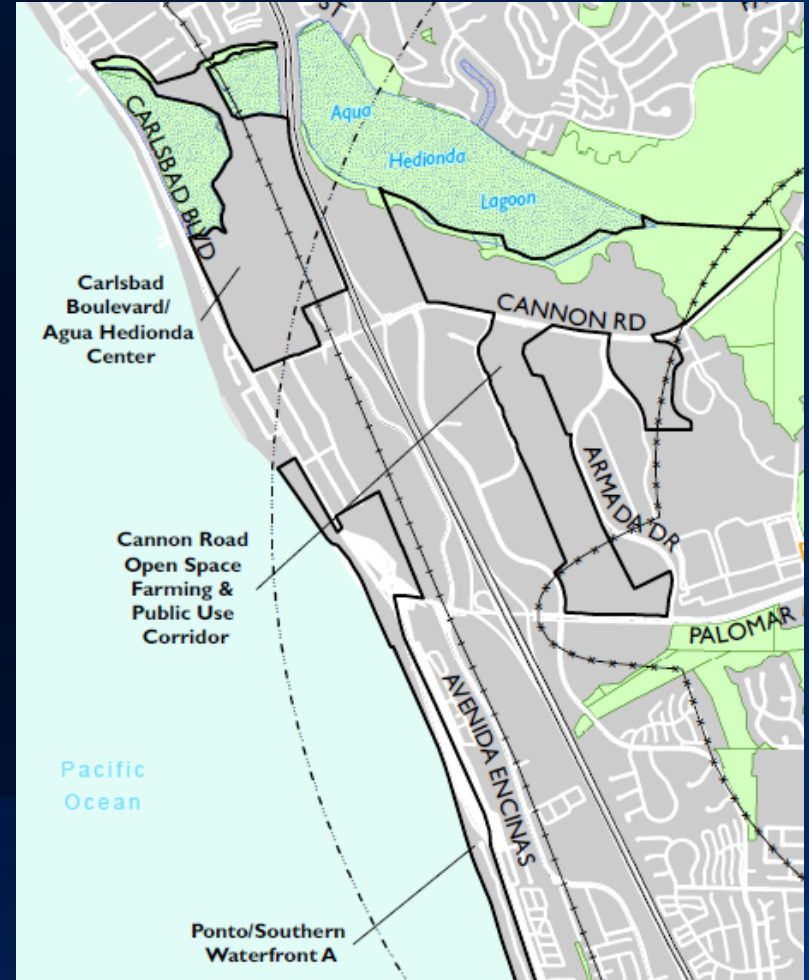 ST
Aqua
Hedionda
Lagoon
CARLSBAD BLVD
Carlsbad
Boulevard/
Agua Hedionda
Center
CANNON RD
ARMADA DR
Cannon Road
Open Space
Farming &
Public Use
Corridor
PALOMAR
AVENIDA ENCINAS
Pacific
Ocean
Ponto/Southern
Waterfront A